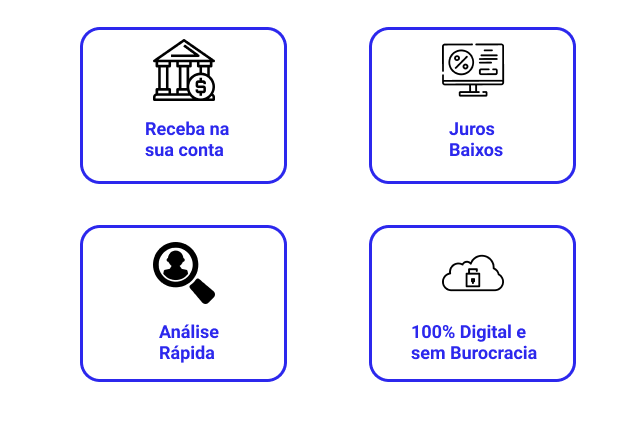 Receba na
sua conta
Juros
Baixos
Análise
Rápida
100% Digital e
sem Burocracia